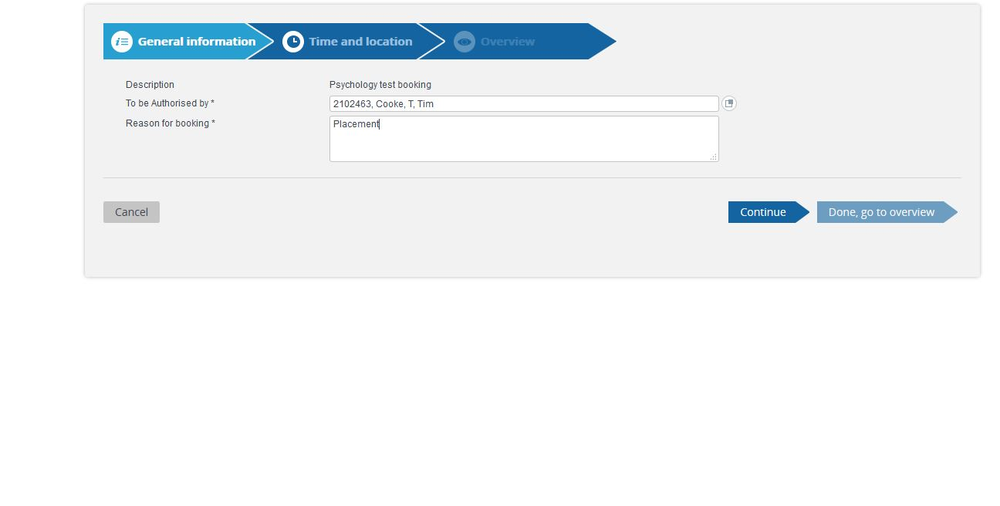 General information
Time and location
Overview
Description
Psychology test booking
To be Authorised by *
2102463, Cooke, T, Tim
Reason for booking *
Placement
Cancel
Continue
Done, go to overview